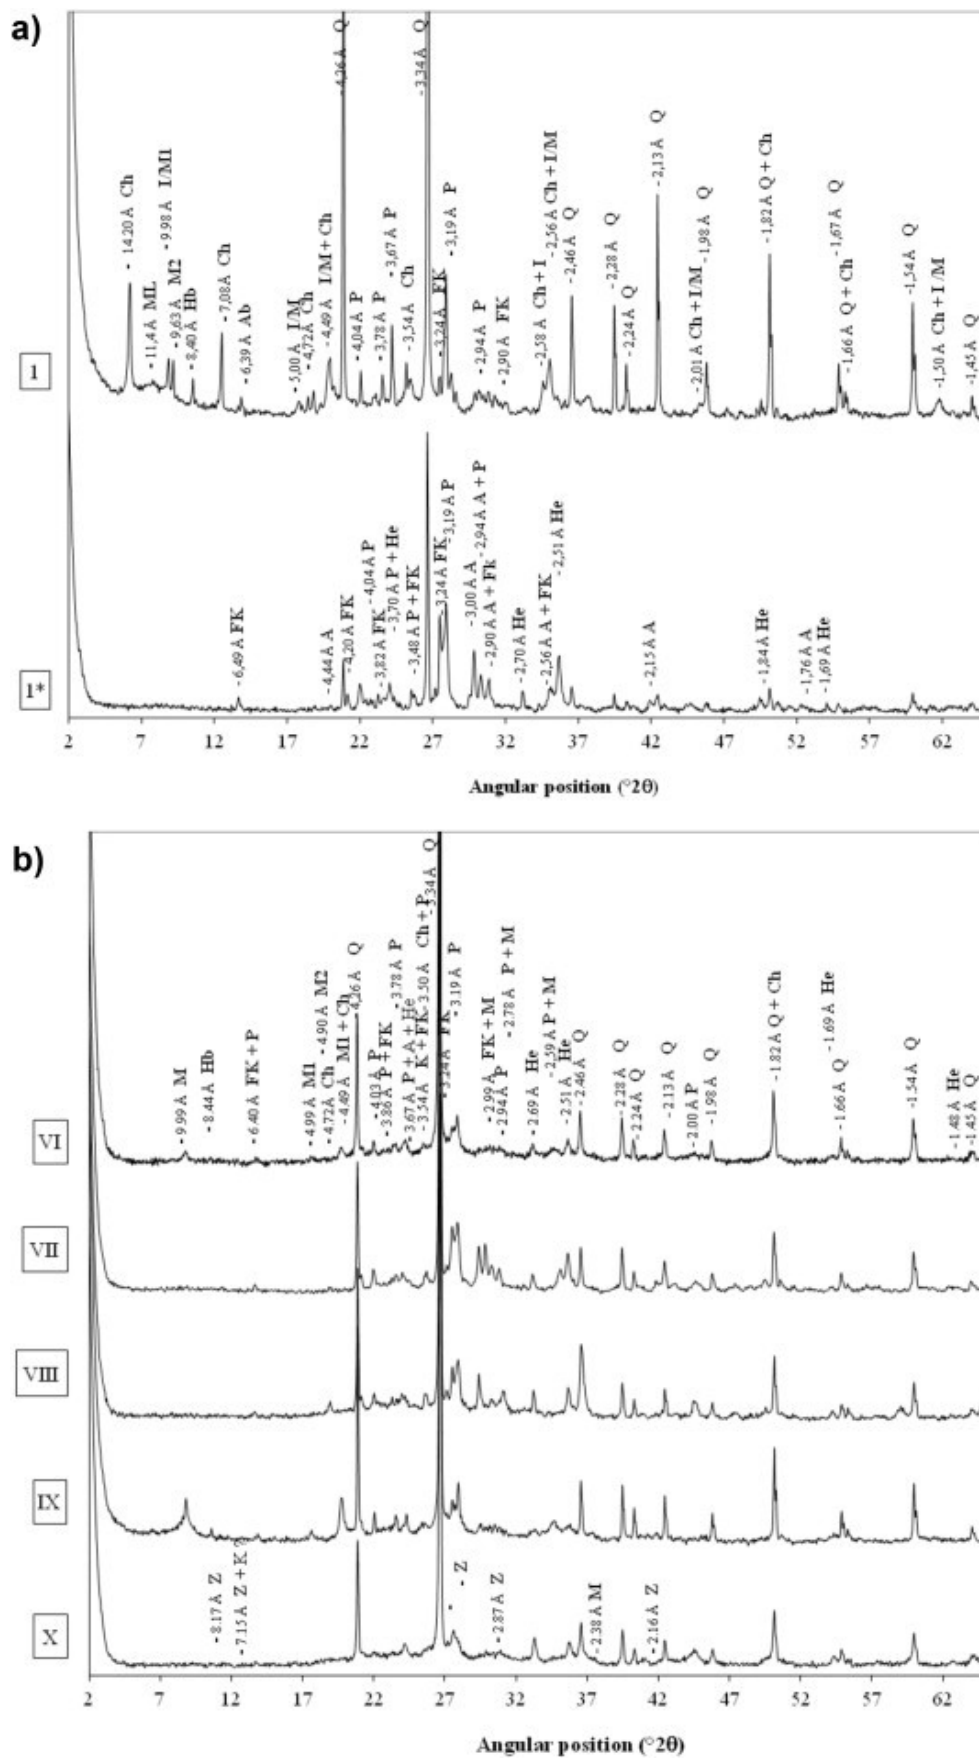 a)
- 14.20 Å Ch
- 11,4 Å ML
- 9.98 Å I/M1
- 9,63 Å M2
- 8,40 Å Hb
- 7,08 Å Ch
- 6,39 Å Ab
- 5,00 Å I/M
- 4,72 Å Ch
- 4,49 Å I/M + Ch
- 4,26 Å Q
- 4,04 Å P
- 3,78 Å P
- 3,67 Å P
- 3,54 Å Ch
- 3,34 Å Q
- 3,24 Å FK
- 3,19 Å P
- 2,94 Å P
- 2,90 Å FK
- 2,58 Å Ch + I
- 2,56 Å Ch + I/M
- 2,46 Å Q
- 2,28 Å Q
- 2,24 Å Q
- 2,13 Å Q
- 2,01 Å Ch + I/M
- 1,98 Å Q
- 1,82 Å Q + Ch
- 1,67 Å Q
- 1,66 Å Q + Ch
- 1,54 Å Q
- 1,50 Å Ch + I /M
- 1,45 Å Q
1
- 6,49 Å FK
- 4,44 Å A
- 4,20 Å FK
- 4,04 Å P
- 3,82 Å FK
- 3,70 Å P + He
- 3,48 Å P + FK
3,24 Å FK
- 3,19 Å P
- 3,00 Å A
- 2,94 Å A + P
- 2,90 Å A + Fk
- 2,70 Å He
- 2,56 Å A + FK
- 2,51 Å He
- 2,15 Å A
- 1,84 Å He
- 1,76 Å A
- 1,69 Å He
1*
2 7 12 17 22 27 32 37 42 47 52 57 62
Angular position (°2θ)
b)
- 9.99 Å M
- 8.44 Å Hb
- 6.40 Å FK + P
- 4.99 Å M1
- 4.72 Å Ch
- 4.90 Å M2
- 4.49 Å M1 + Ch
4,26 Å Q
- 4.03 Å P
- 3.86 Å P + FK
- 3.78 Å P
3.67 Å P + A + He
- 3.54 Å K + FK
- 3.50 Å Ch + P
- 3.34 Å Q
- 3.24 Å FK
- 3.19 Å P
- 2.99 Å FK + M
- 2.94 Å P
- 2.78 Å P + M
- 2.69 Å He
- 2.59 Å P + M
- 2.51 Å He
- 2.46 Å Q
- 2.28 Å Q
- 2.24 Å Q
- 2.13 Å Q
- 2.00 Å P
- 1.98 Å Q
- 1.82 Å Q + Ch
- 1.69 Å He
- 1.66 Å Q
- 1.54 Å Q
- 1.48 Å He
- 1.45 Å Q
VI
VII
VIII
IX
- 8.17 Å Z
- 7.15 Å Z + K ?
- Z
- 2.87 Å Z
- 2.38 Å M
- 2.16 Å Z
X
2 7 12 17 22 27 32 37 42 47 52 57 62
Angular position (°2θ)